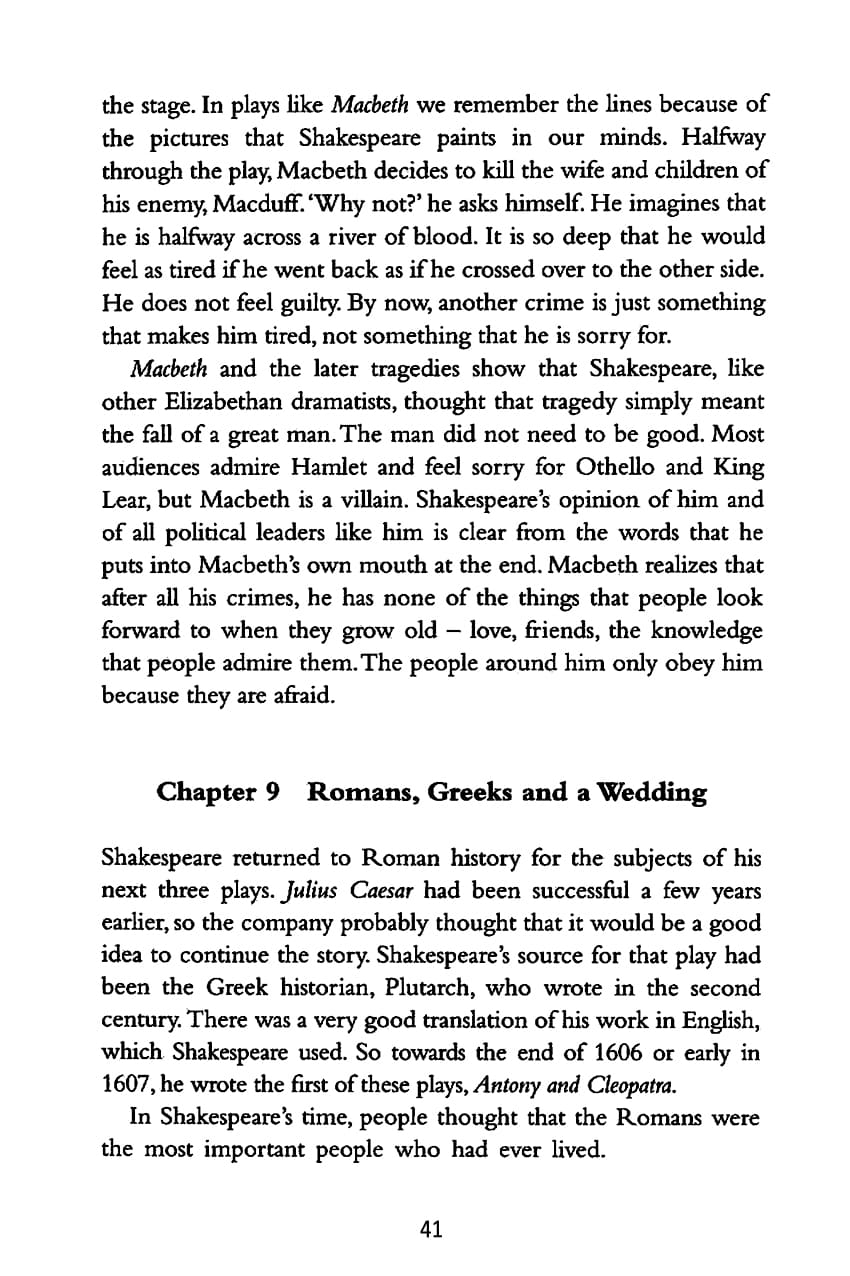 the stage. In plays like Macbeth we remember the lines because of
the pictures that Shakespeare paints in our minds. Halfway
through the play, Macbeth decides to kill the wife and children of
his enemy, Macduff. ‘Why not?’ he asks himself. He imagines that
he is halfway across a river of blood. It is so deep that he would
feel as tired if he went back as if he crossed over to the other side.
He does not feel guilty. By now, another crime is just something
that makes him tired, not something that he is sorry for.
Macbeth and the later tragedies show that Shakespeare, like
other Elizabethan dramatists, thought that tragedy simply meant
the fall of a great man. The man did not need to be good. Most
audiences admire Hamlet and feel sorry for Othello and King
Lear, but Macbeth is a villain. Shakespeare’s opinion of him and
of all political leaders like him is clear from the words that he
puts into Macbeth’s own mouth at the end. Macbeth realizes that
after all his crimes, he has none of the things that people look
forward to when they grow old – love, friends, the knowledge
that people admire them. The people around him only obey him
because they are afraid.
Chapter 9 Romans, Greeks and a Wedding
Shakespeare returned to Roman history for the subjects of his
next three plays. Julius Caesar had been successful a few years
earlier, so the company probably thought that it would be a good
idea to continue the story. Shakespeare’s source for that play had
been the Greek historian, Plutarch, who wrote in the second
century. There was a very good translation of his work in English,
which Shakespeare used. So towards the end of 1606 or early in
1607, he wrote the first of these plays, Antony and Cleopatra.
In Shakespeare’s time, people thought that the Romans were
the most important people who had ever lived.
41